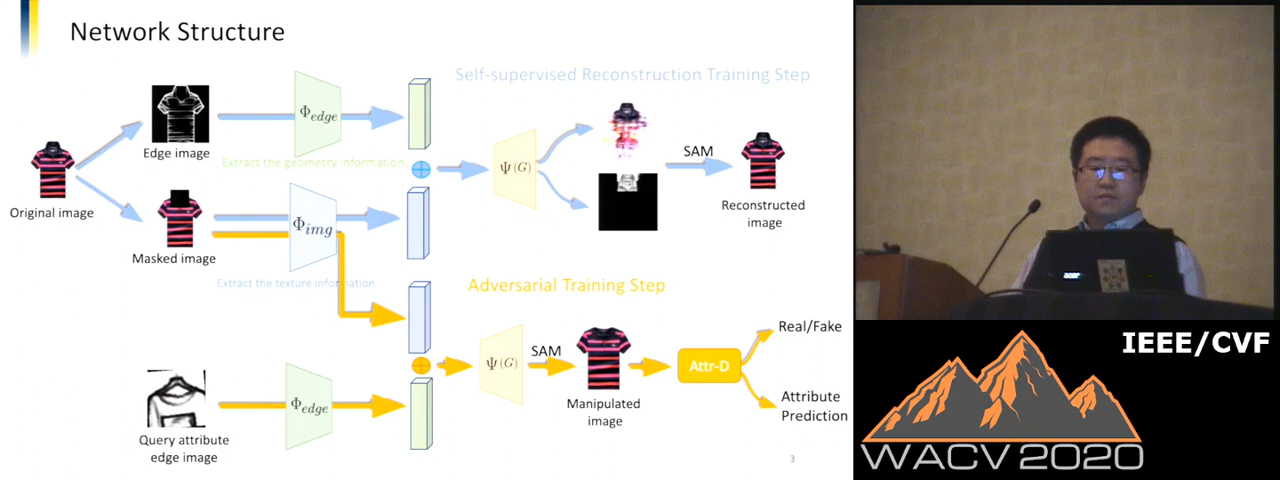 Network Structure
Self-supervised Reconstruction Training Step
Φedge
Edge image
Extract the geometry information
Ψ(G)
SAM
Original image
Φimg
Reconstructed
image
Masked image
Extract the texture information
Adversarial Training Step
Real/Fake
Ψ(G)
SAM
Attr-D
Φedge
Manipulated
image
Attribute
Prediction
Query attribute
edge image
3
acer
IEEE/CVF
WACV 2020